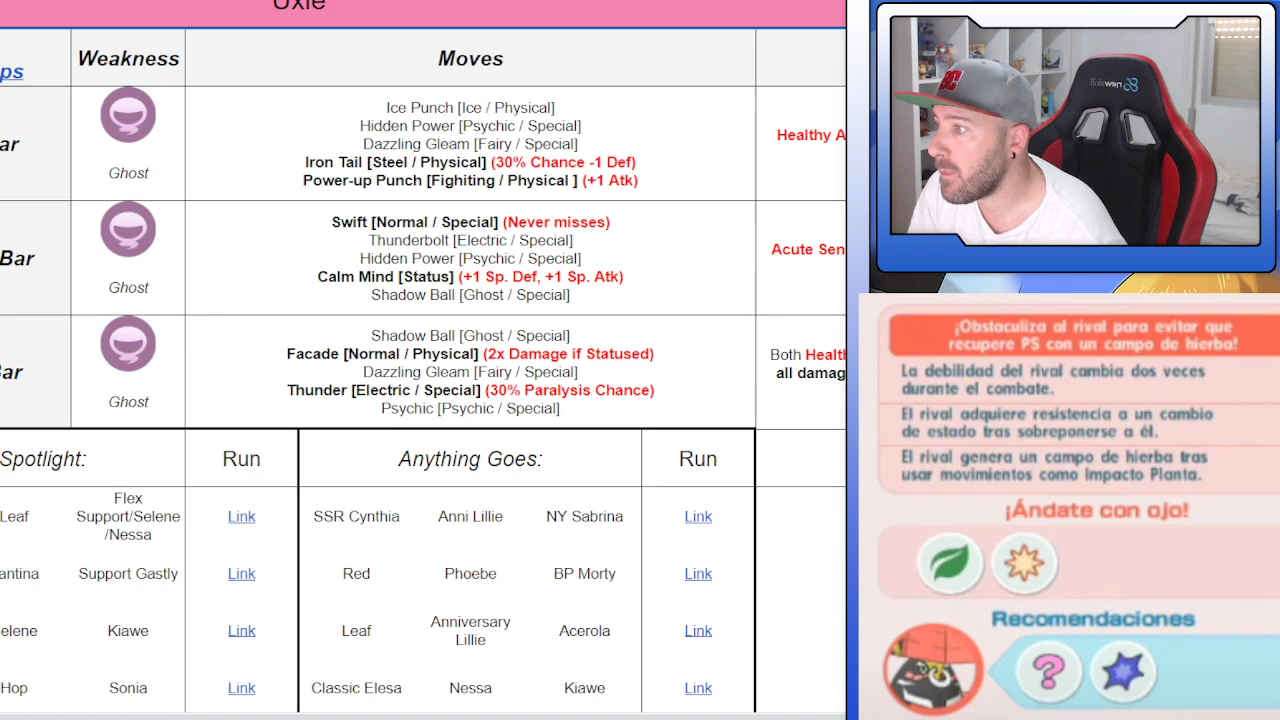 Uxie
ps
Weakness
Moves
ar
Ghost
Ice Punch [Ice / Physical]
Hidden Power [Psychic / Special]
Dazzling Gleam [Fairy / Special]
Iron Tail [Steel / Physical] (30% Chance -1 Def)
Power-up Punch [Fighiting / Physical ] (+1 Atk)
Healthy A
Bar
Ghost
Swift [Normal / Special] (Never misses)
Thunderbolt [Electric / Special]
Hidden Power [Psychic / Special]
Calm Mind [Status] (+1 Sp. Def, +1 Sp. Atk)
Shadow Ball [Ghost / Special]
Acute Sen
Bar
Ghost
Shadow Ball [Ghost / Special]
Facade [Normal / Physical] (2x Damage if Statused)
Dazzling Gleam [Fairy / Special]
Thunder [Electric / Special] (30% Paralysis Chance)
Psychic [Psychic / Special]
Both Health
all damag
Spotlight:
Run
Anything Goes:
Run
Leaf
Flex
Support/Selene
/Nessa
Link
SSR Cynthia
Anni Lillie
NY Sabrina
Link
antina
Support Gastly
Link
Red
Phoebe
BP Morty
Link
elene
Kiawe
Link
Leaf
Anniversary
Lillie
Acerola
Link
Hop
Sonia
Link
Classic Elesa
Nessa
Kiawe
Link
¡Obstaculiza al rival para evitar que
recupere PS con un campo de hierba!
La debilidad del rival cambia dos veces
durante el combate.
El rival adquiere resistencia a un cambio
de estado tras sobreponerse a él.
El rival genera un campo de hierba tras
usar movimientos como Impacto Planta.
¡Ándate con ojo!
Recomendaciones
?